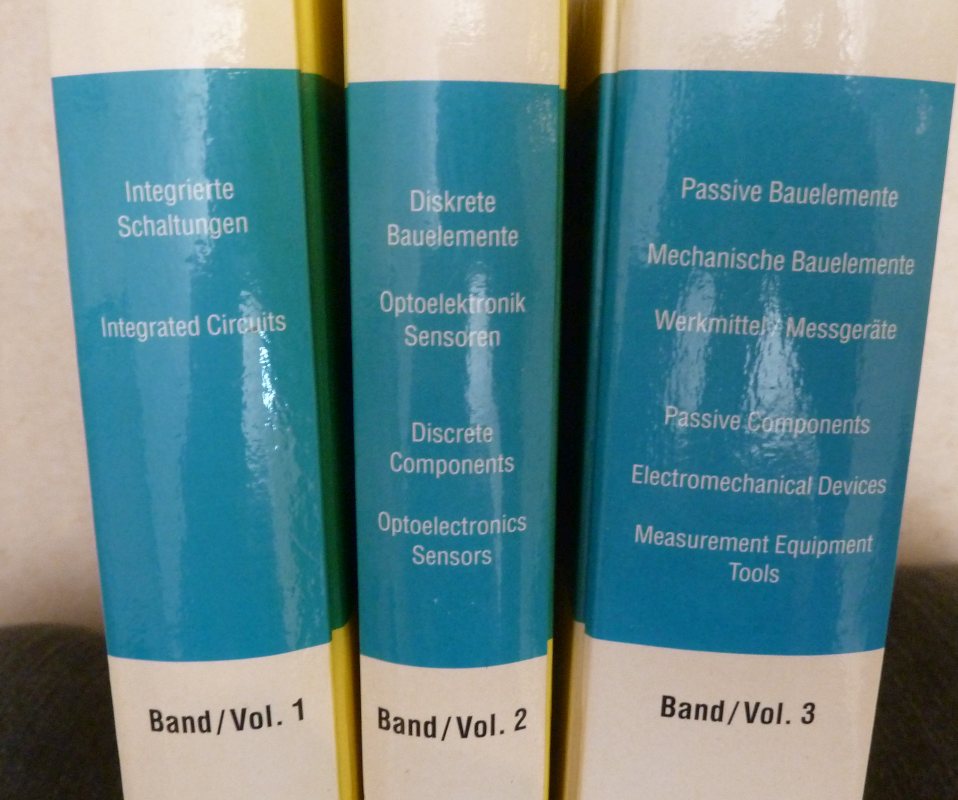 Integrierte
Schaltungen
Integrated Circuits
Band/Vol. 1
Diskrete
Bauelemente
Optoelektronik
Sensoren
Discrete
Components
Optoelectronics
Sensors
Band/Vol. 2
Passive Bauelemente
Mechanische Bauelemente
Werkmittel, Messgeräte
Passive Components
Electromechanical Devices
Measurement Equipment
Tools
Band/Vol. 3